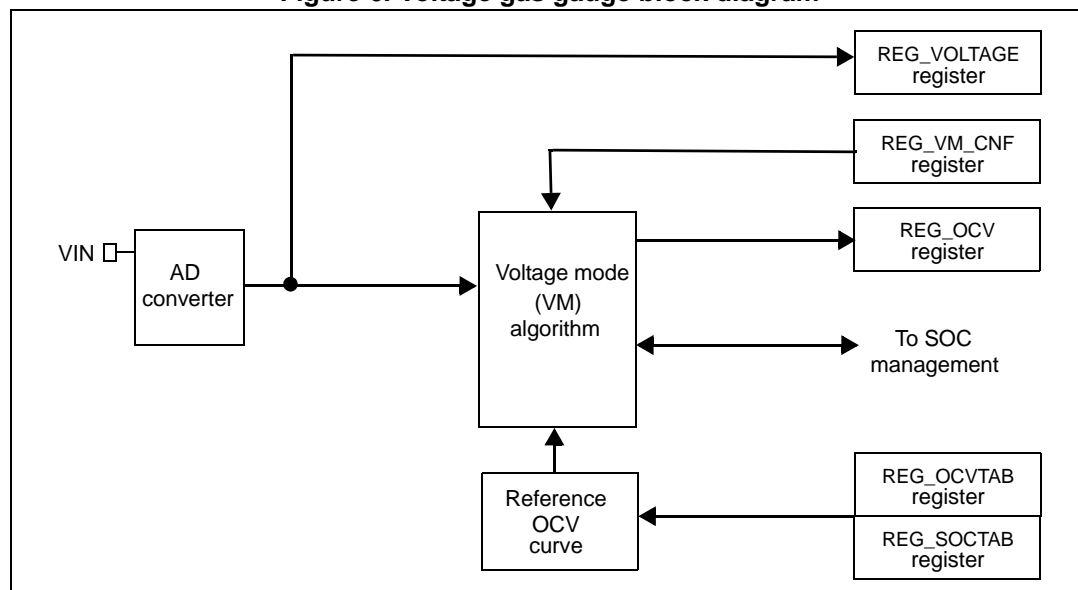 REG_VOLTAGE
register
REG_VM_CNF
register
REG_OCV
register
VIN
AD
converter
Voltage mode
(VM)
algorithm
To SOC
management
Reference
OCV
curve
REG_OCVTAB
register
REG_SOCTAB
register